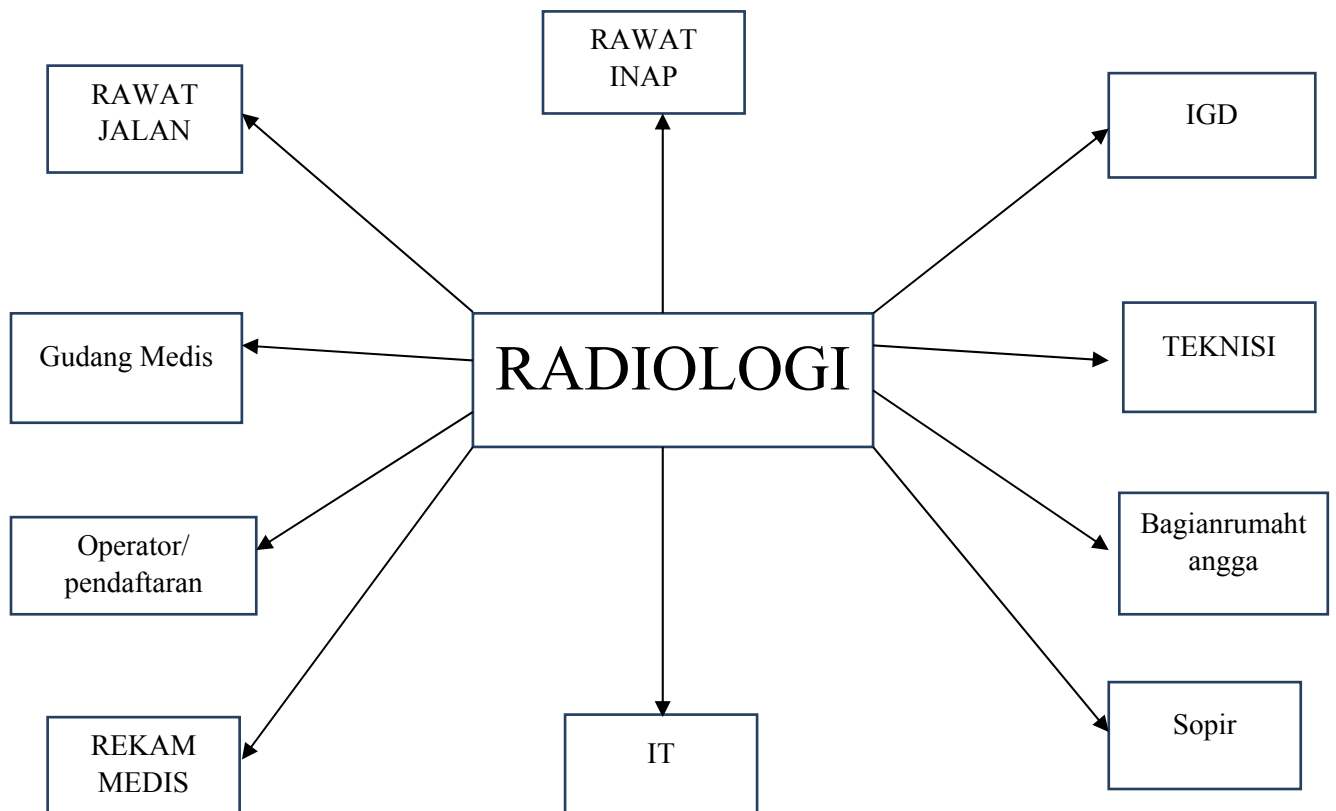 RAWAT
INAP
RAWAT
JALAN
IGD
Gudang Medis
RADIOLOGI
TEKNISI
Operator/
pendaftaran
Bagianrumaht
angga
REKAM
MEDIS
IT
Sopir